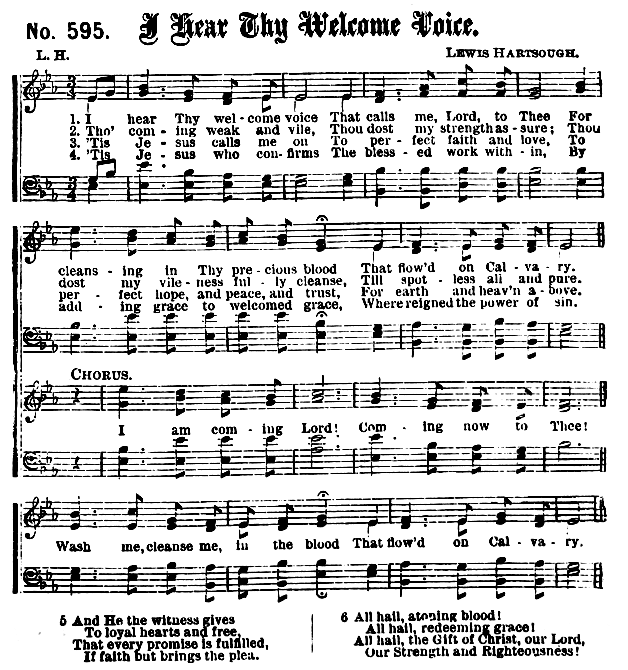 No. 595. I Hear Thy Welcome Voice.
L. H. LEWIS HARTSOUGH.
1. I hear Thy wel-come voice That calls me, Lord, to Thee For
2. Tho' com-ing weak and vile, Thou dost my strength as-sure; Thou
3. 'Tis Je-sus calls me on To per-fect faith and love, To
4. 'Tis Je-sus who con-firms The bless-ed work with-in, By
cleans-ing in Thy pre-cious blood That flow'd on Cal-va-ry.
dost my vile-ness ful-ly cleanse, Till spot-less all and pure.
per-fect hope, and peace, and trust, For earth and heav'n a-bove.
add-ing grace to welcomed grace, Where reigned the power of sin.
CHORUS.
I am com-ing Lord! Com-ing now to Thee!
Wash me, cleanse me, in the blood That flow'd on Cal-va-ry.
5 And He the witness gives
To loyal hearts and free,
That every promise is fulfilled,
If faith but brings the plea.
6 All hail, atoning blood!
All hail, redeeming grace!
All hail, the Gift of Christ, our Lord,
Our Strength and Righteousness!